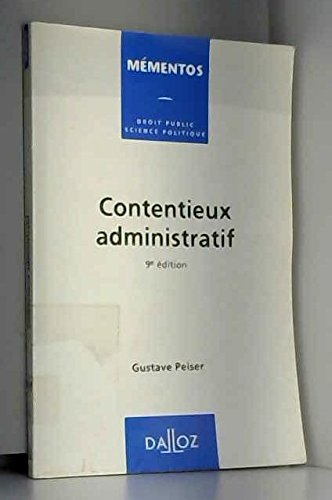 MÉMENTOS
DROIT PUBLIC
SCIENCE POLITIQUE
Contentieux
administratif
9e édition
Gustave Peiser
DALLOZ